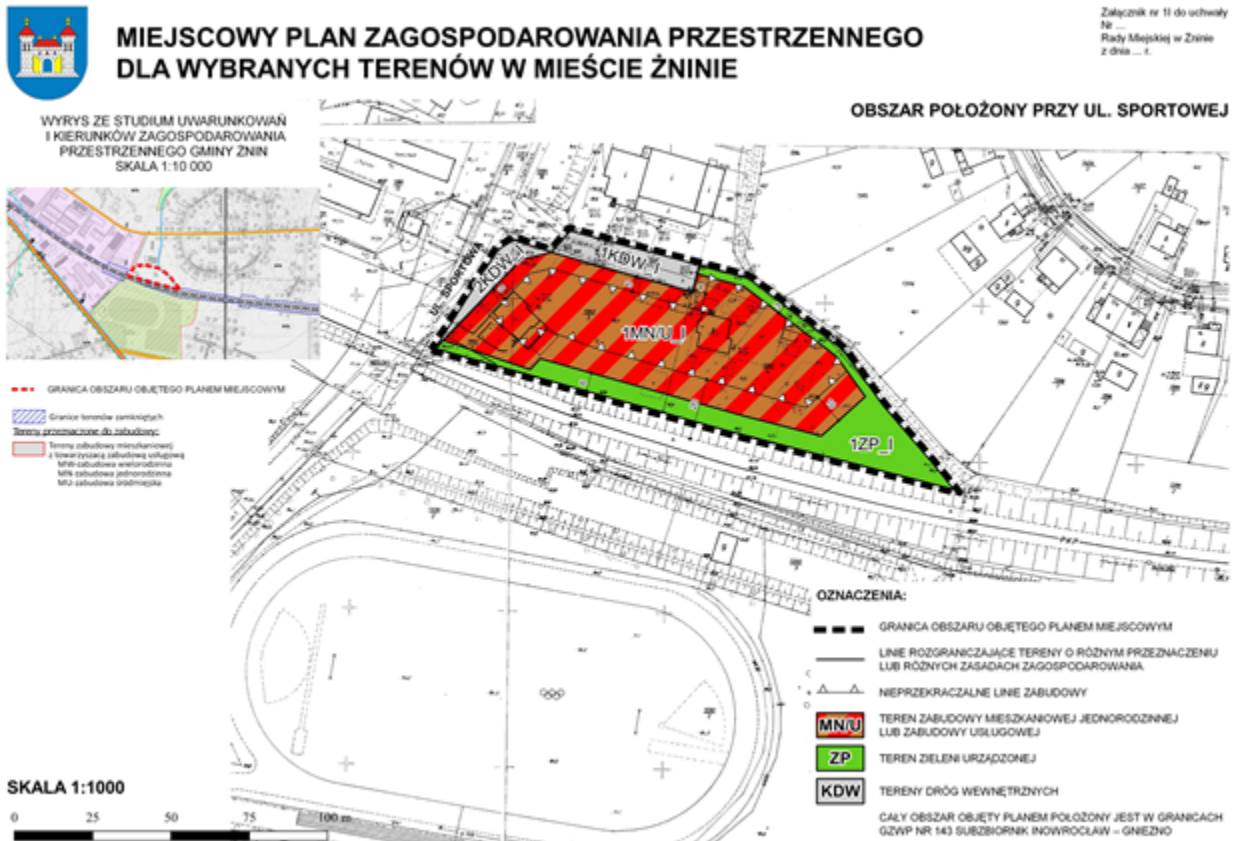 Załącznik nr 1I do uchwały
Nr ...
Rady Miejskiej w Żninie
z dnia ... r.
MIEJSCOWY PLAN ZAGOSPODAROWANIA PRZESTRZENNEGO
DLA WYBRANYCH TERENÓW W MIEŚCIE ŻNINIE
OBSZAR POŁOŻONY PRZY UL. SPORTOWEJ
WYRYS ZE STUDIUM UWARUNKOWAŃ
I KIERUNKÓW ZAGOSPODAROWANIA
PRZESTRZENNEGO GMINY ŻNIN
SKALA 1:10 000
GRANICA OBSZARU OBJĘTEGO PLANEM MIEJSCOWYM
Granice terenów zamkniętych
Tereny przeznaczone do zabudowy:
Tereny zabudowy mieszkaniowej
z towarzyszącą zabudową usługową
MW-zabudowa wielorodzinna
MN-zabudowa jednorodzinna
MU-zabudowa śródmiejska
UL. SPORTOWA
2KDW_I
1KDW_I
1MN/U_I
1ZP_I
PKP
OZNACZENIA:
GRANICA OBSZARU OBJĘTEGO PLANEM MIEJSCOWYM
LINIE ROZGRANICZAJĄCE TERENY O RÓŻNYM PRZEZNACZENIU
LUB RÓŻNYCH ZASADACH ZAGOSPODAROWANIA
NIEPRZEKRACZALNE LINIE ZABUDOWY
MN/U TEREN ZABUDOWY MIESZKANIOWEJ JEDNORODZINNEJ
LUB ZABUDOWY USŁUGOWEJ
ZP TEREN ZIELENI URZĄDZONEJ
KDW TERENY DRÓG WEWNĘTRZNYCH
CAŁY OBSZAR OBJĘTY PLANEM POŁOŻONY JEST W GRANICACH
GZWP NR 143 SUBZBIORNIK INOWROCŁAW – GNIEZNO
SKALA 1:1000
0 25 50 75 100 m